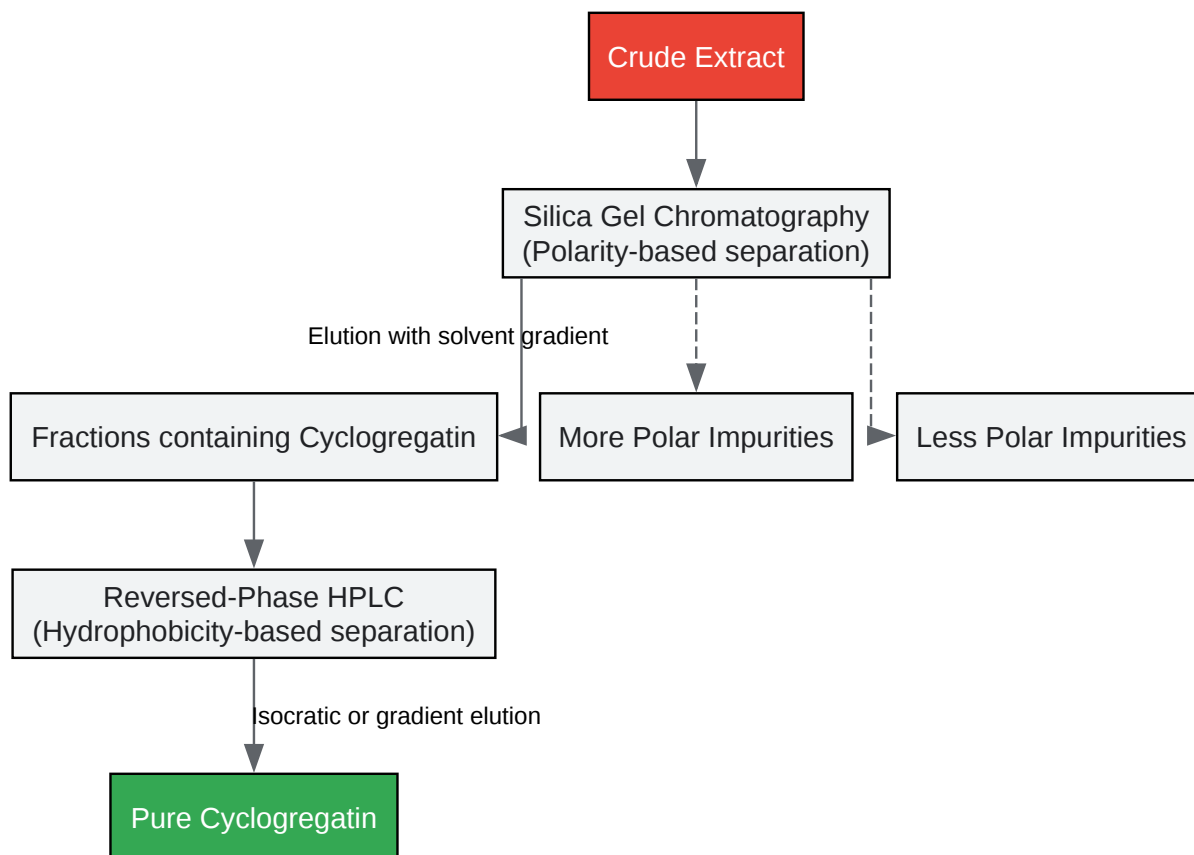 Crude Extract
Silica Gel Chromatography
(Polarity-based separation)
Elution with solvent gradient
Fractions containing Cyclogregatin
More Polar Impurities
Less Polar Impurities
Reversed-Phase HPLC
(Hydrophobicity-based separation)
Isocratic or gradient elution
Pure Cyclogregatin